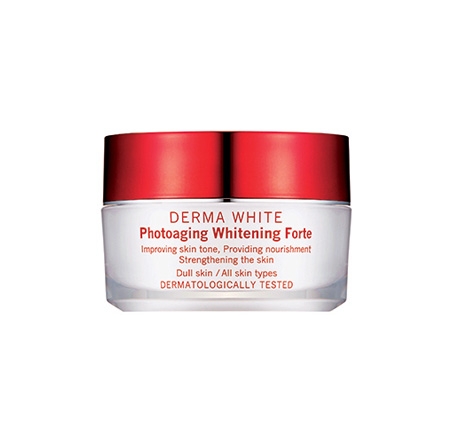 DERMA WHITE
Photoaging Whitening Forte
Improving skin tone, Providing nourishment
Strengthening the skin
Dull skin / All skin types
DERMATOLOGICALLY TESTED